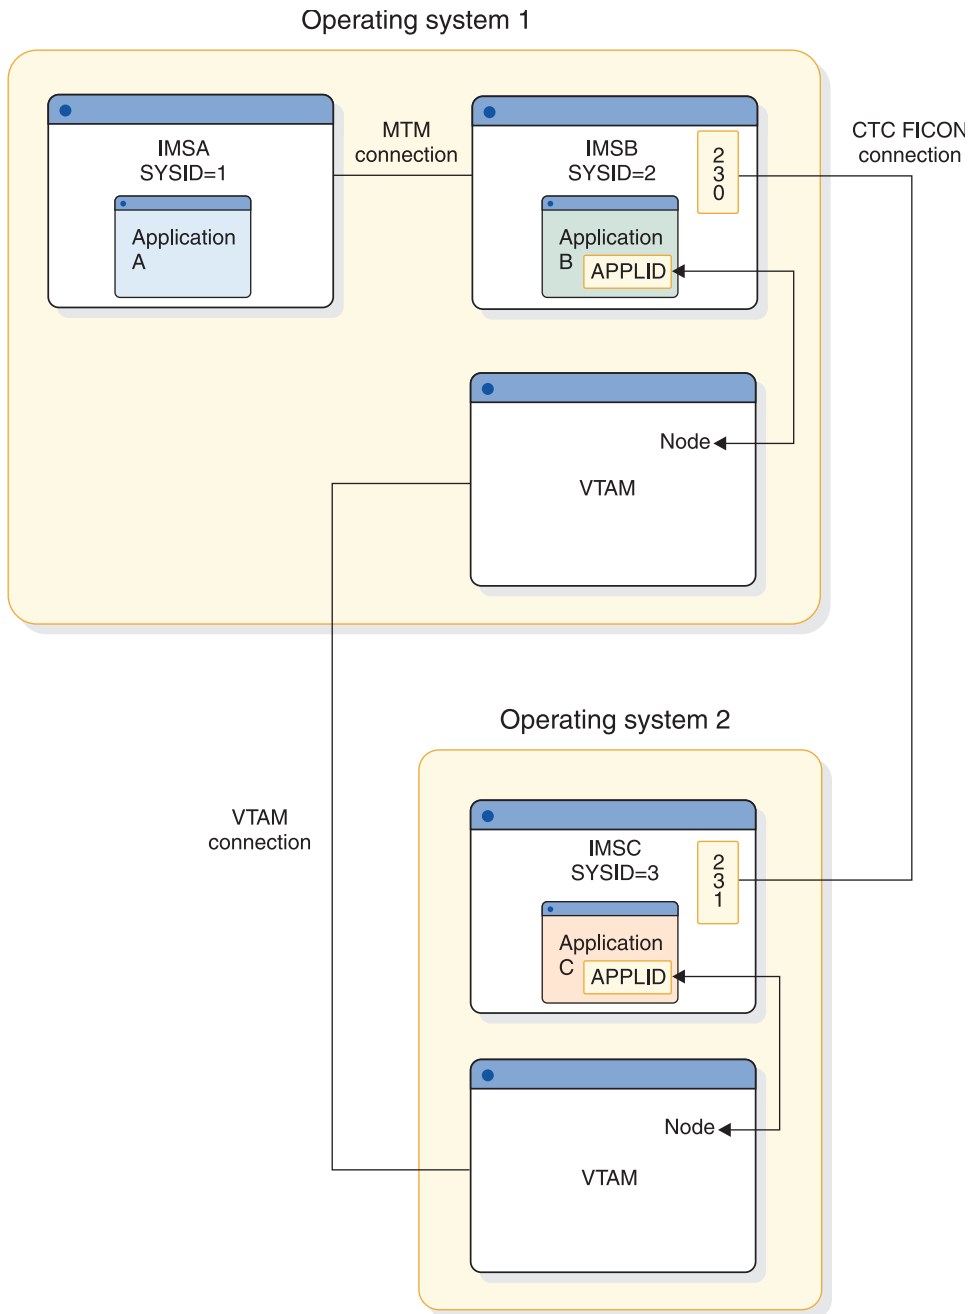 Operating system 1
IMSA
SYSID=1
Application
A
MTM
connection
IMSB
SYSID=2
2
3
0
Application
B
APPLID
CTC FICON
connection
Node
VTAM
Operating system 2
VTAM
connection
IMSC
SYSID=3
2
3
1
Application
C
APPLID
Node
VTAM